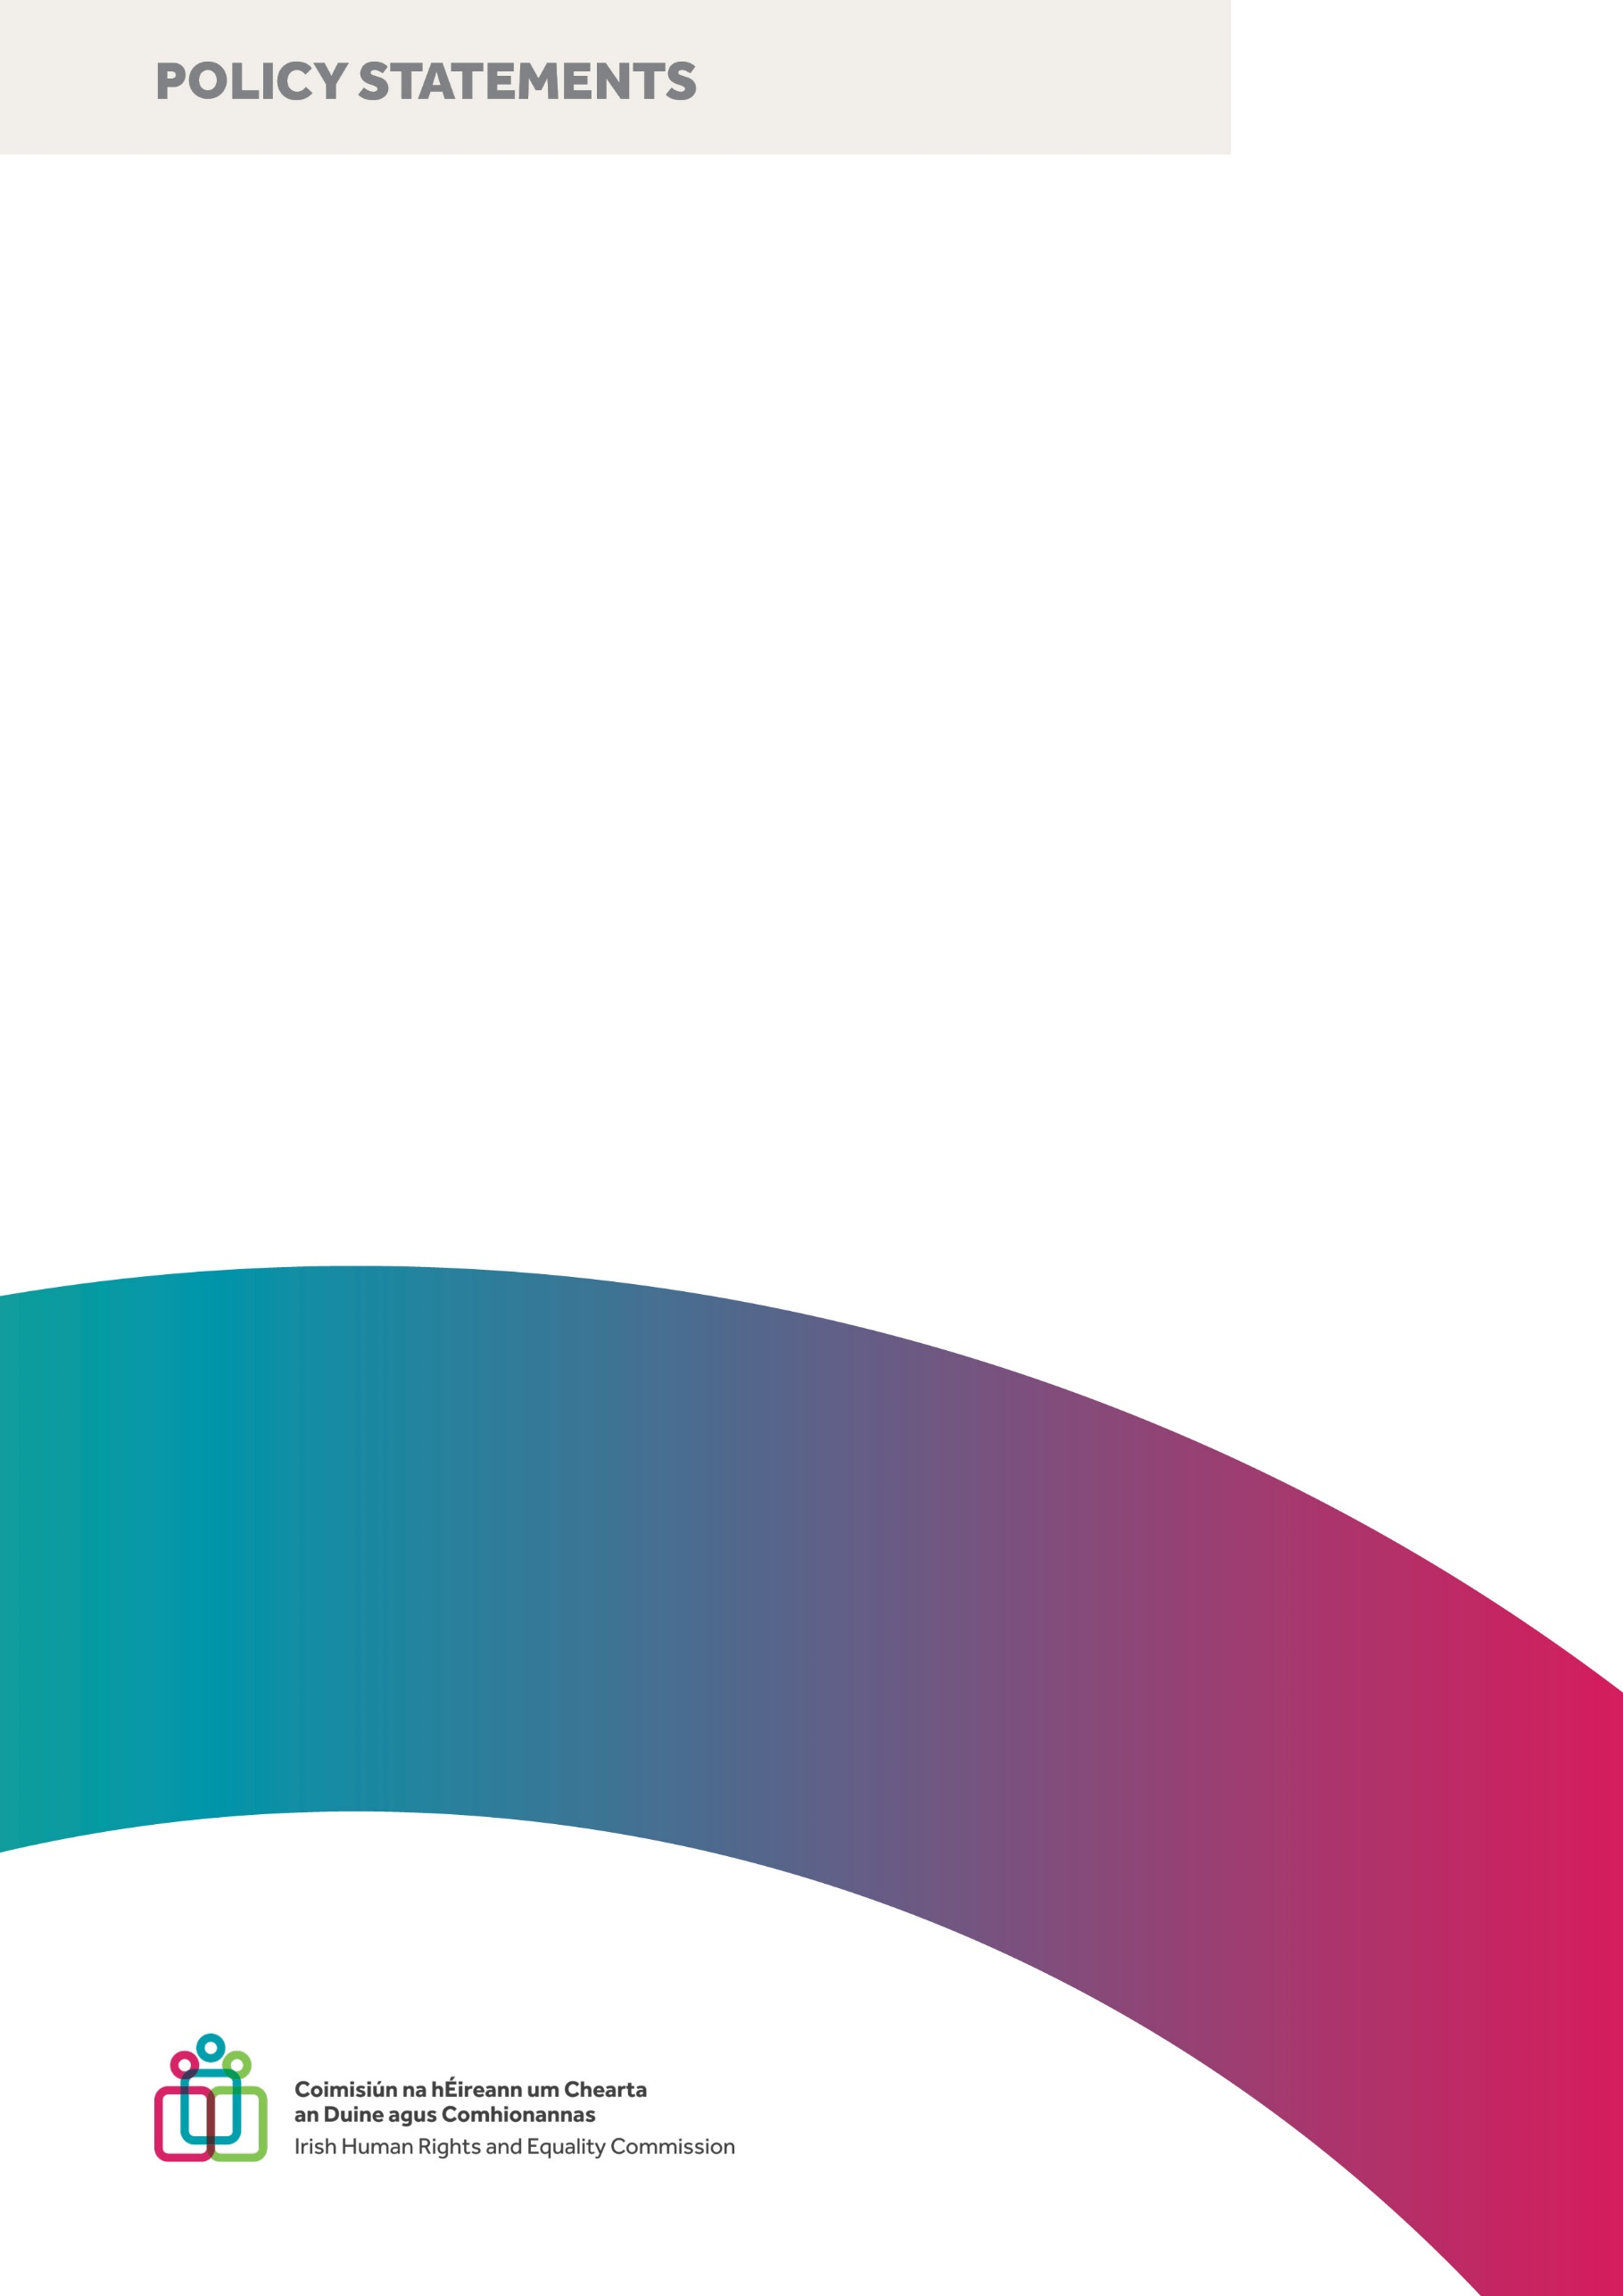 POLICY STATEMENTS
Coimisiún na hÉireann um Chearta
an Duine agus Comhionannas
Irish Human Rights and Equality Commission